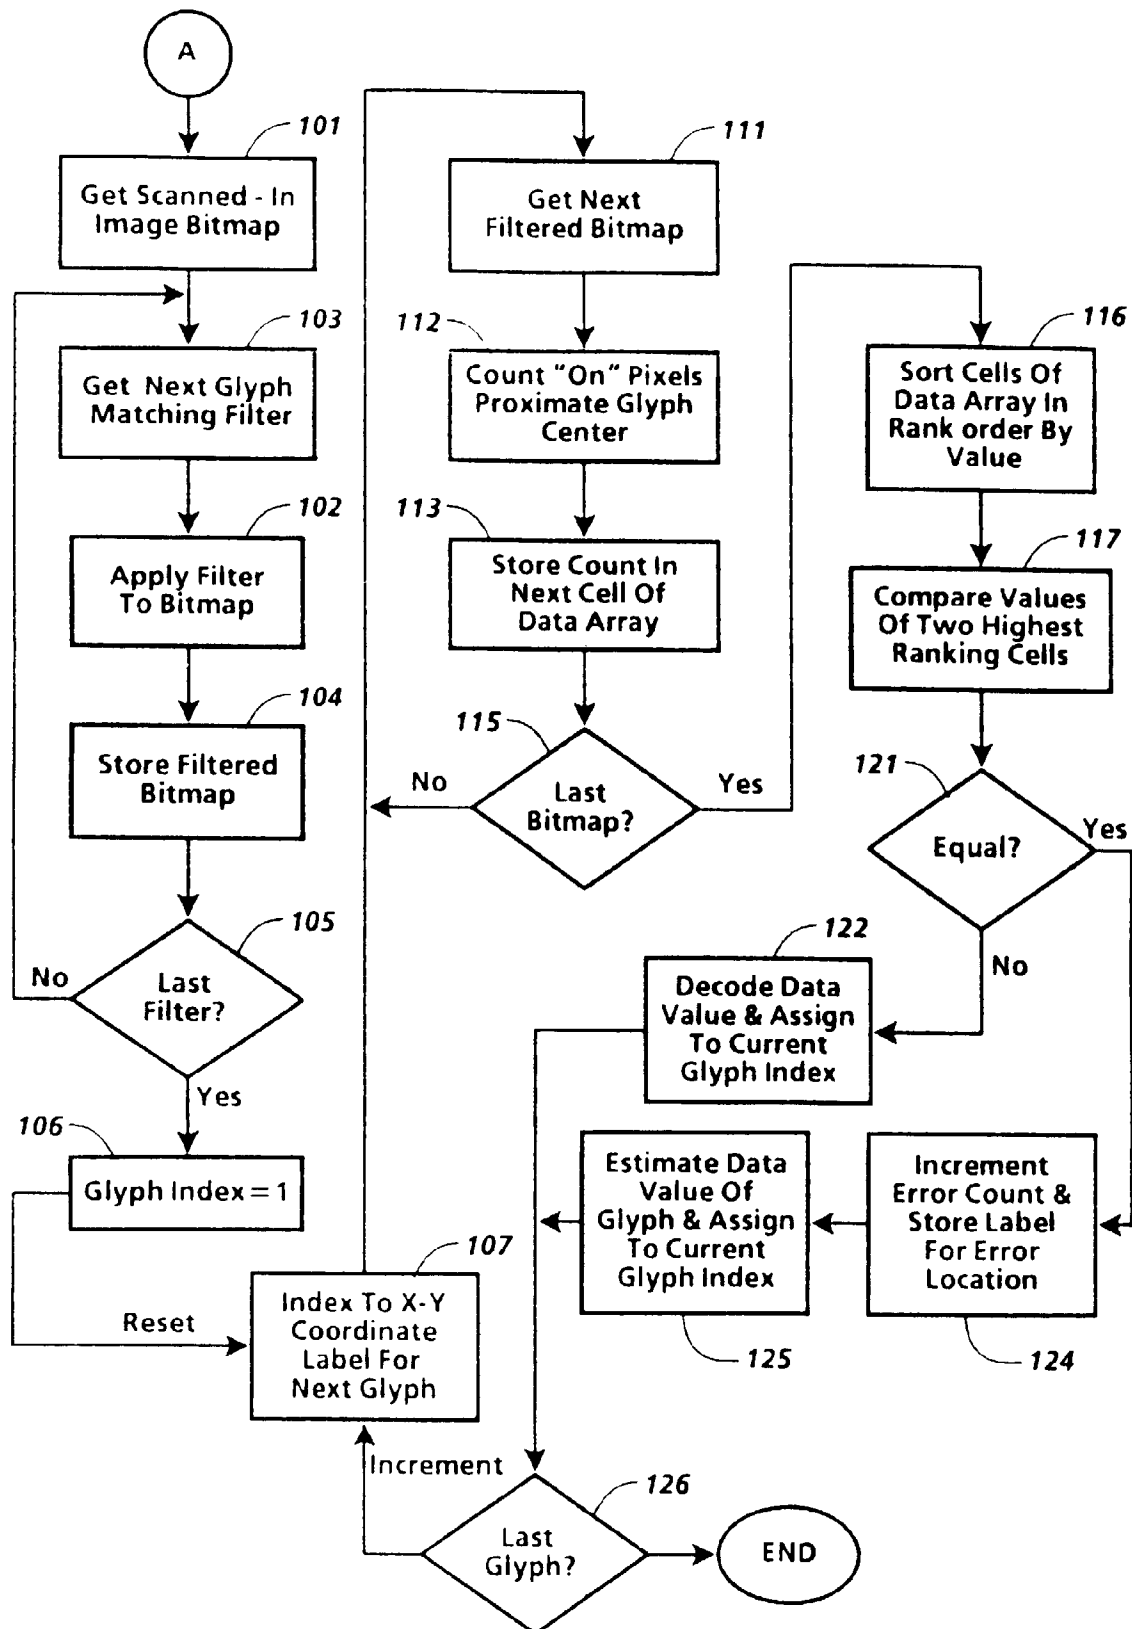 A
101
Get Scanned - In
Image Bitmap
103
Get Next Glyph
Matching Filter
102
Apply Filter
To Bitmap
104
Store Filtered
Bitmap
105
Last
Filter?
No
Yes
106
Glyph Index = 1
Reset
107
Index To X-Y
Coordinate
Label For
Next Glyph
Increment
111
Get Next
Filtered Bitmap
112
Count "On" Pixels
Proximate Glyph
Center
113
Store Count In
Next Cell Of
Data Array
115
Last
Bitmap?
No
Yes
116
Sort Cells Of
Data Array In
Rank order By
Value
117
Compare Values
Of Two Highest
Ranking Cells
121
Equal?
Yes
No
122
Decode Data
Value & Assign
To Current
Glyph Index
Increment
Error Count &
Store Label
For Error
Location
124
Estimate Data
Value Of
Glyph & Assign
To Current
Glyph Index
125
126
Last
Glyph?
END